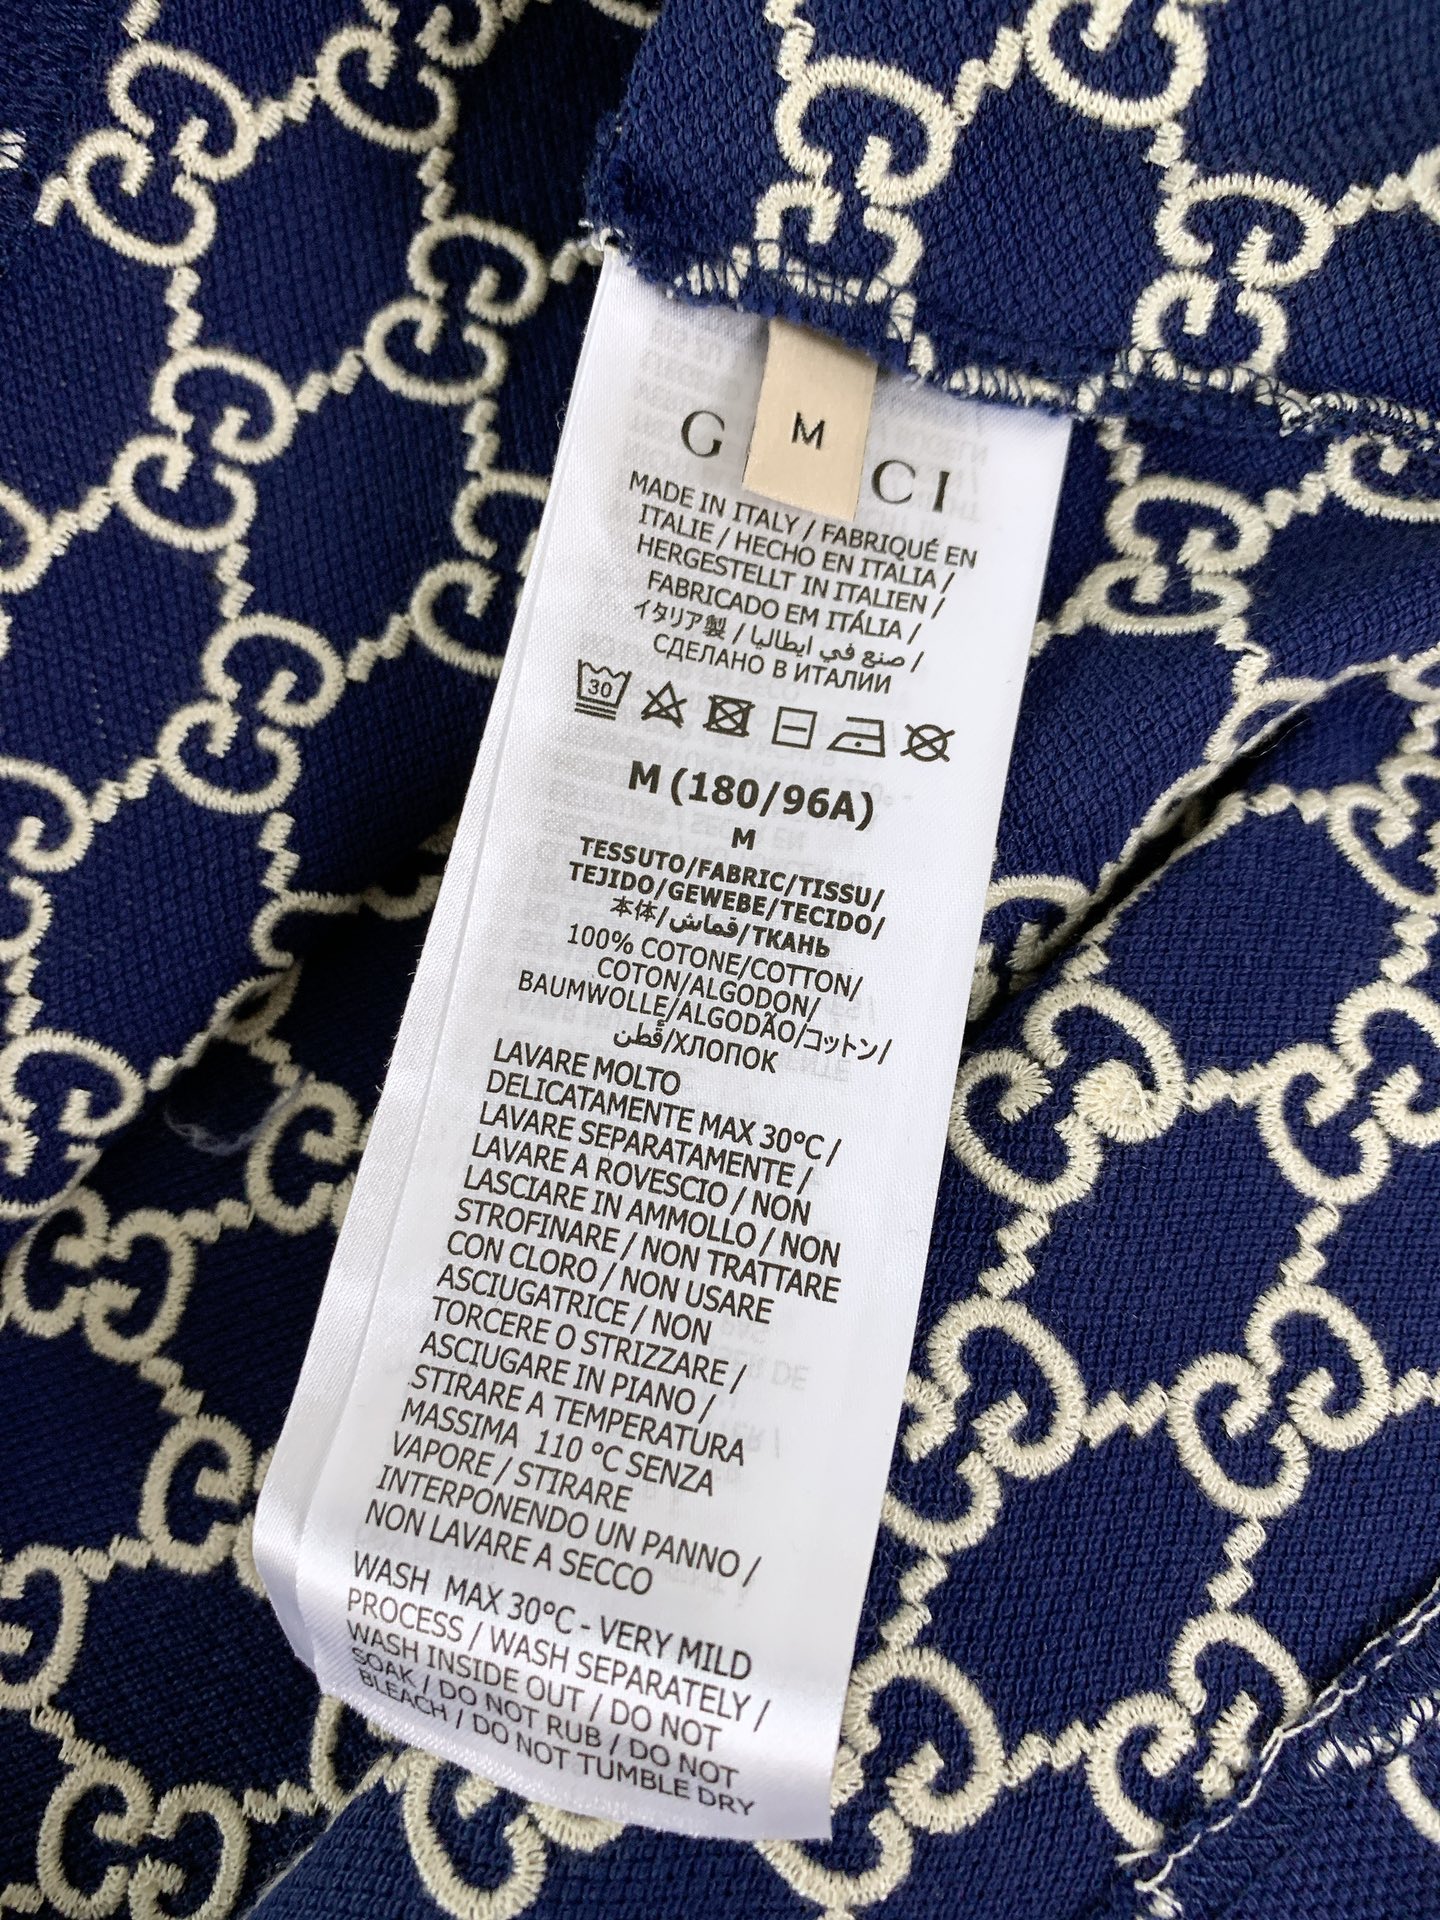 M
G CI
MADE IN ITALY / FABRIQUÉ EN
ITALIE / HECHO EN ITALIA /
HERGESTELLT IN ITALIEN /
FABRICADO EM ITÁLIA /
イタリア製 / صنع في ايطاليا /
СДЕЛАНО В ИТАЛИИ
30
M (180/96A)
M
TESSUTO/FABRIC/TISSU/
TEJIDO/GEWEBE/TECIDO/
本体/قماش/ТКАНЬ
100% COTONE/COTTON/
COTON/ALGODON/
BAUMWOLLE/ALGODÃO/コットン/
قُطن/ХЛОПОК
LAVARE MOLTO
DELICATAMENTE MAX 30°C /
LAVARE SEPARATAMENTE /
LAVARE A ROVESCIO / NON
LASCIARE IN AMMOLLO / NON
STROFINARE / NON TRATTARE
CON CLORO / NON USARE
ASCIUGATRICE / NON
TORCERE O STRIZZARE /
ASCIUGARE IN PIANO /
STIRARE A TEMPERATURA
MASSIMA 110 °C SENZA
VAPORE / STIRARE
INTERPONENDO UN PANNO /
NON LAVARE A SECCO
WASH MAX 30°C - VERY MILD
PROCESS / WASH SEPARATELY /
WASH INSIDE OUT / DO NOT
SOAK / DO NOT RUB / DO NOT
BLEACH / DO NOT TUMBLE DRY